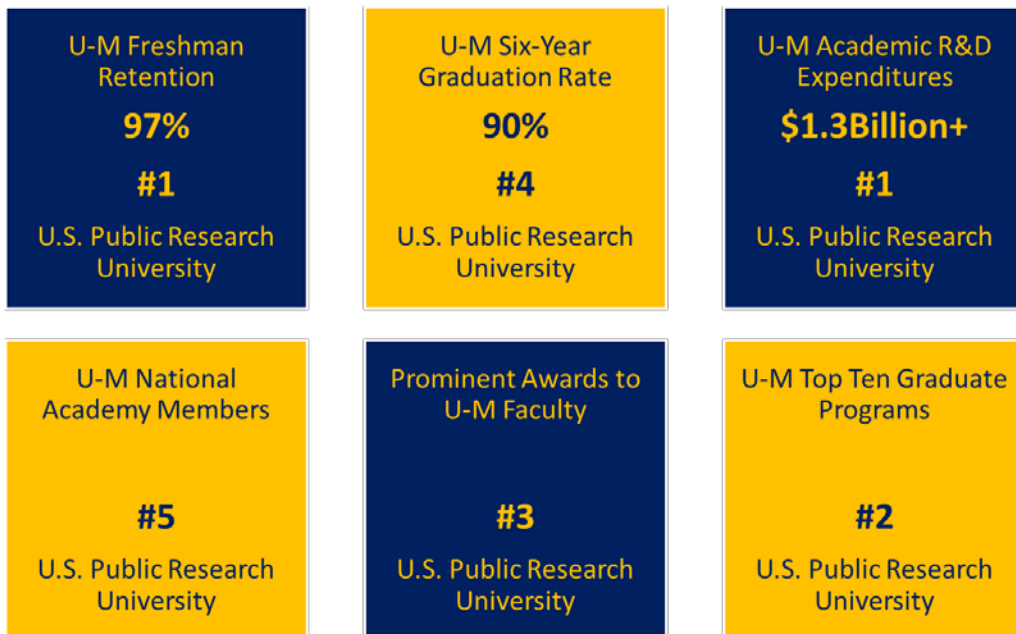 U-M Freshman
Retention
97%
#1
U.S. Public Research
University
U-M Six-Year
Graduation Rate
90%
#4
U.S. Public Research
University
U-M Academic R&D
Expenditures
$1.3Billion+
#1
U.S. Public Research
University
U-M National
Academy Members
#5
U.S. Public Research
University
Prominent Awards to
U-M Faculty
#3
U.S. Public Research
University
U-M Top Ten Graduate
Programs
#2
U.S. Public Research
University